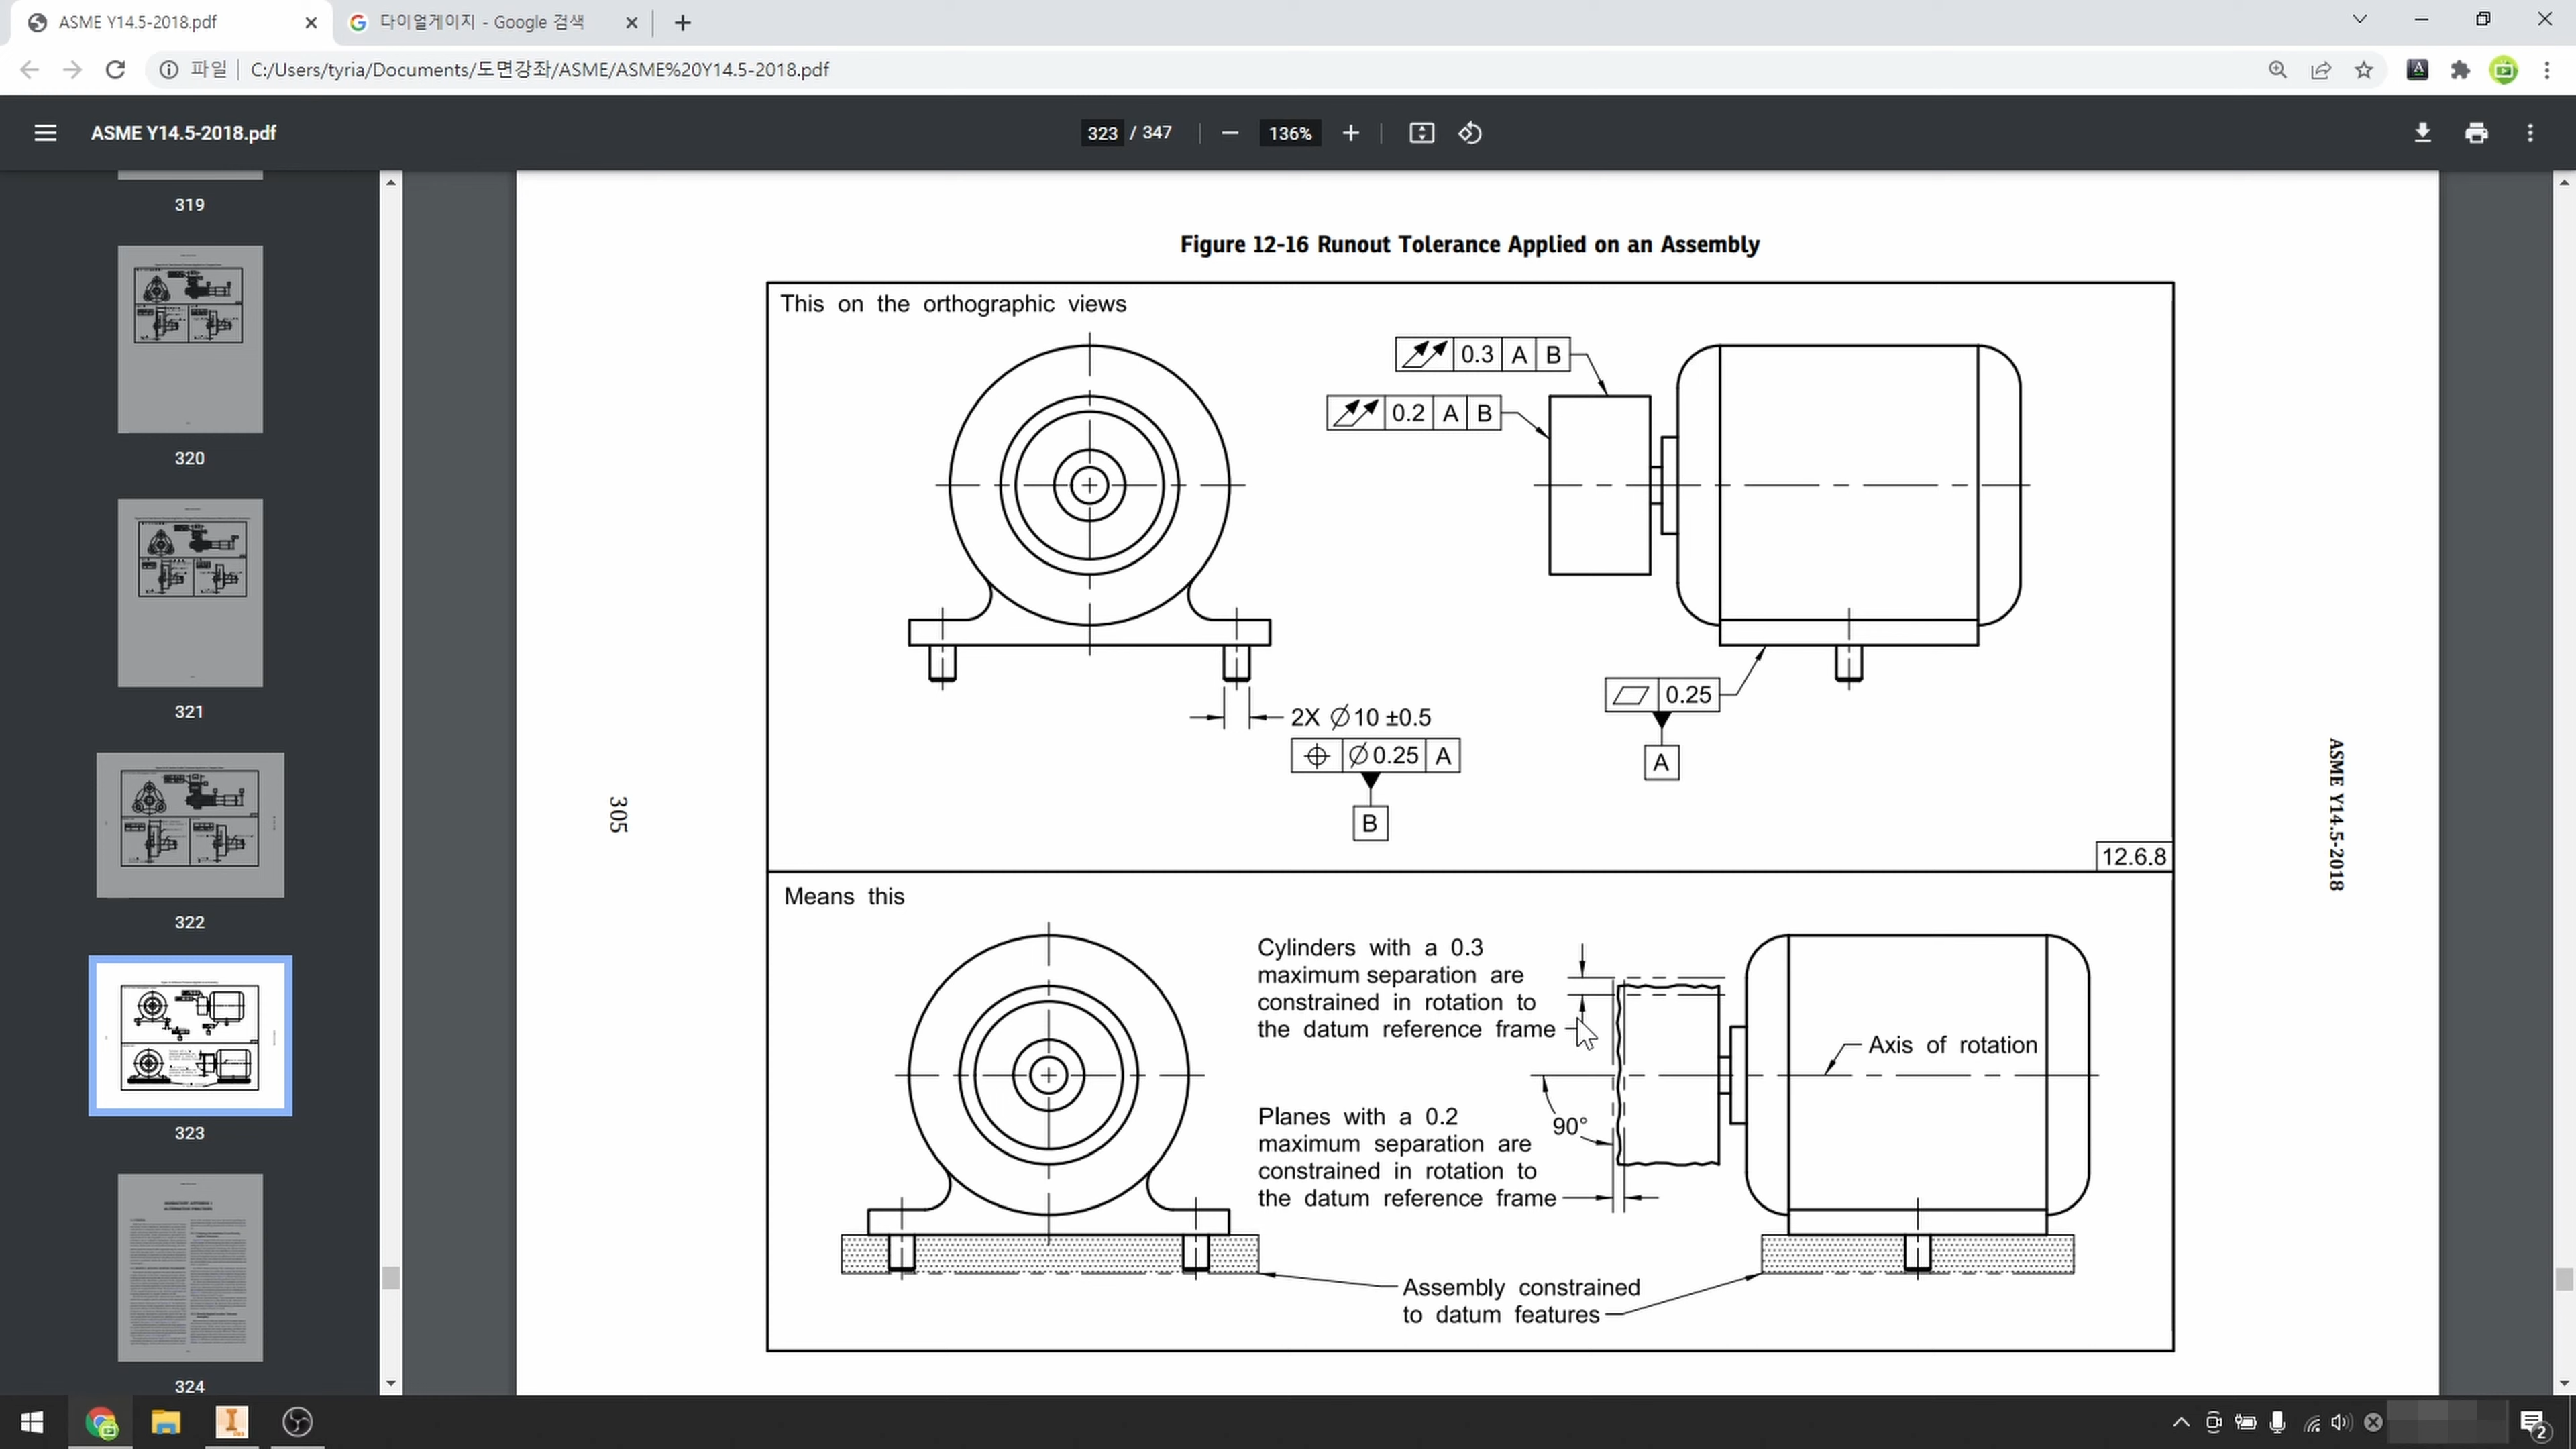 ASME Y14.5-2018.pdf
다이얼게이지 - Google 검색
파일
C:/Users/tyria/Documents/도면강좌/ASME/ASME%20Y14.5-2018.pdf
ASME Y14.5-2018.pdf
323 / 347
136%
319
320
321
322
323
324
Figure 12-16 Runout Tolerance Applied on an Assembly
This on the orthographic views
0.3 A B
0.2 A B
2X ∅10 ±0.5
⌖ ∅0.25 A
B
⏥ 0.25
A
12.6.8
305
ASME Y14.5-2018
Means this
Cylinders with a 0.3
maximum separation are
constrained in rotation to
the datum reference frame
Axis of rotation
90°
Planes with a 0.2
maximum separation are
constrained in rotation to
the datum reference frame
Assembly constrained
to datum features
2